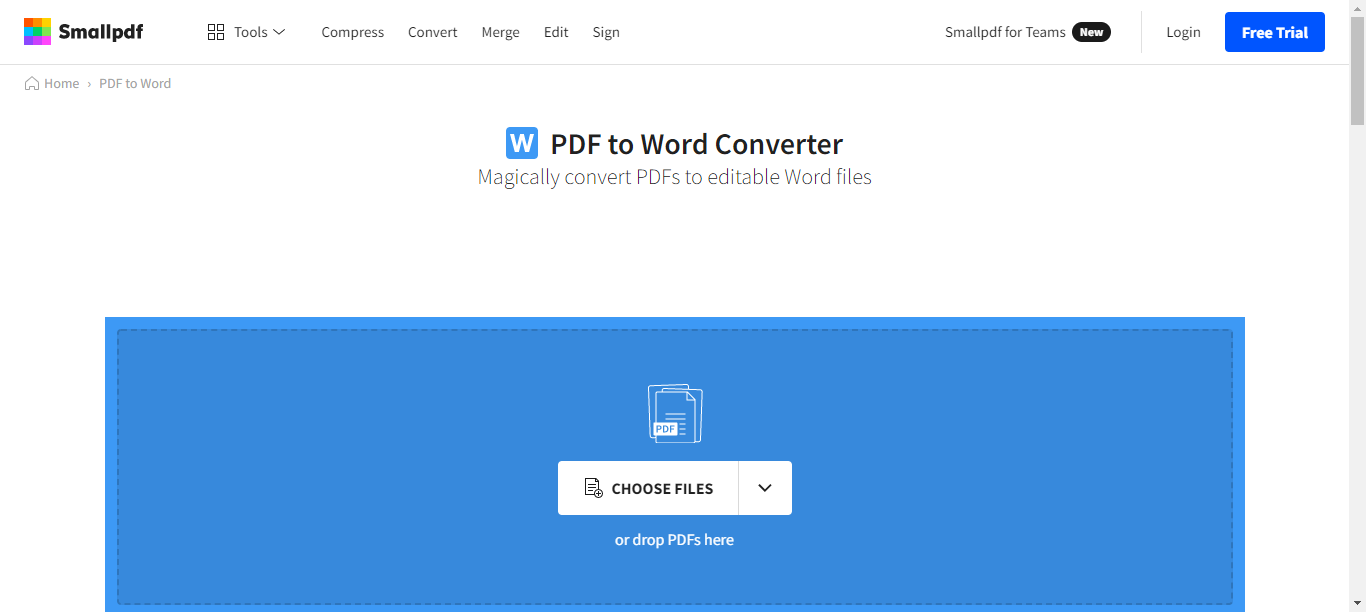 Smallpdf Tools Compress Convert Merge Edit Sign Smallpdf for Teams New Login Free Trial
Home › PDF to Word
W PDF to Word Converter
Magically convert PDFs to editable Word files
PDF
CHOOSE FILES
or drop PDFs here